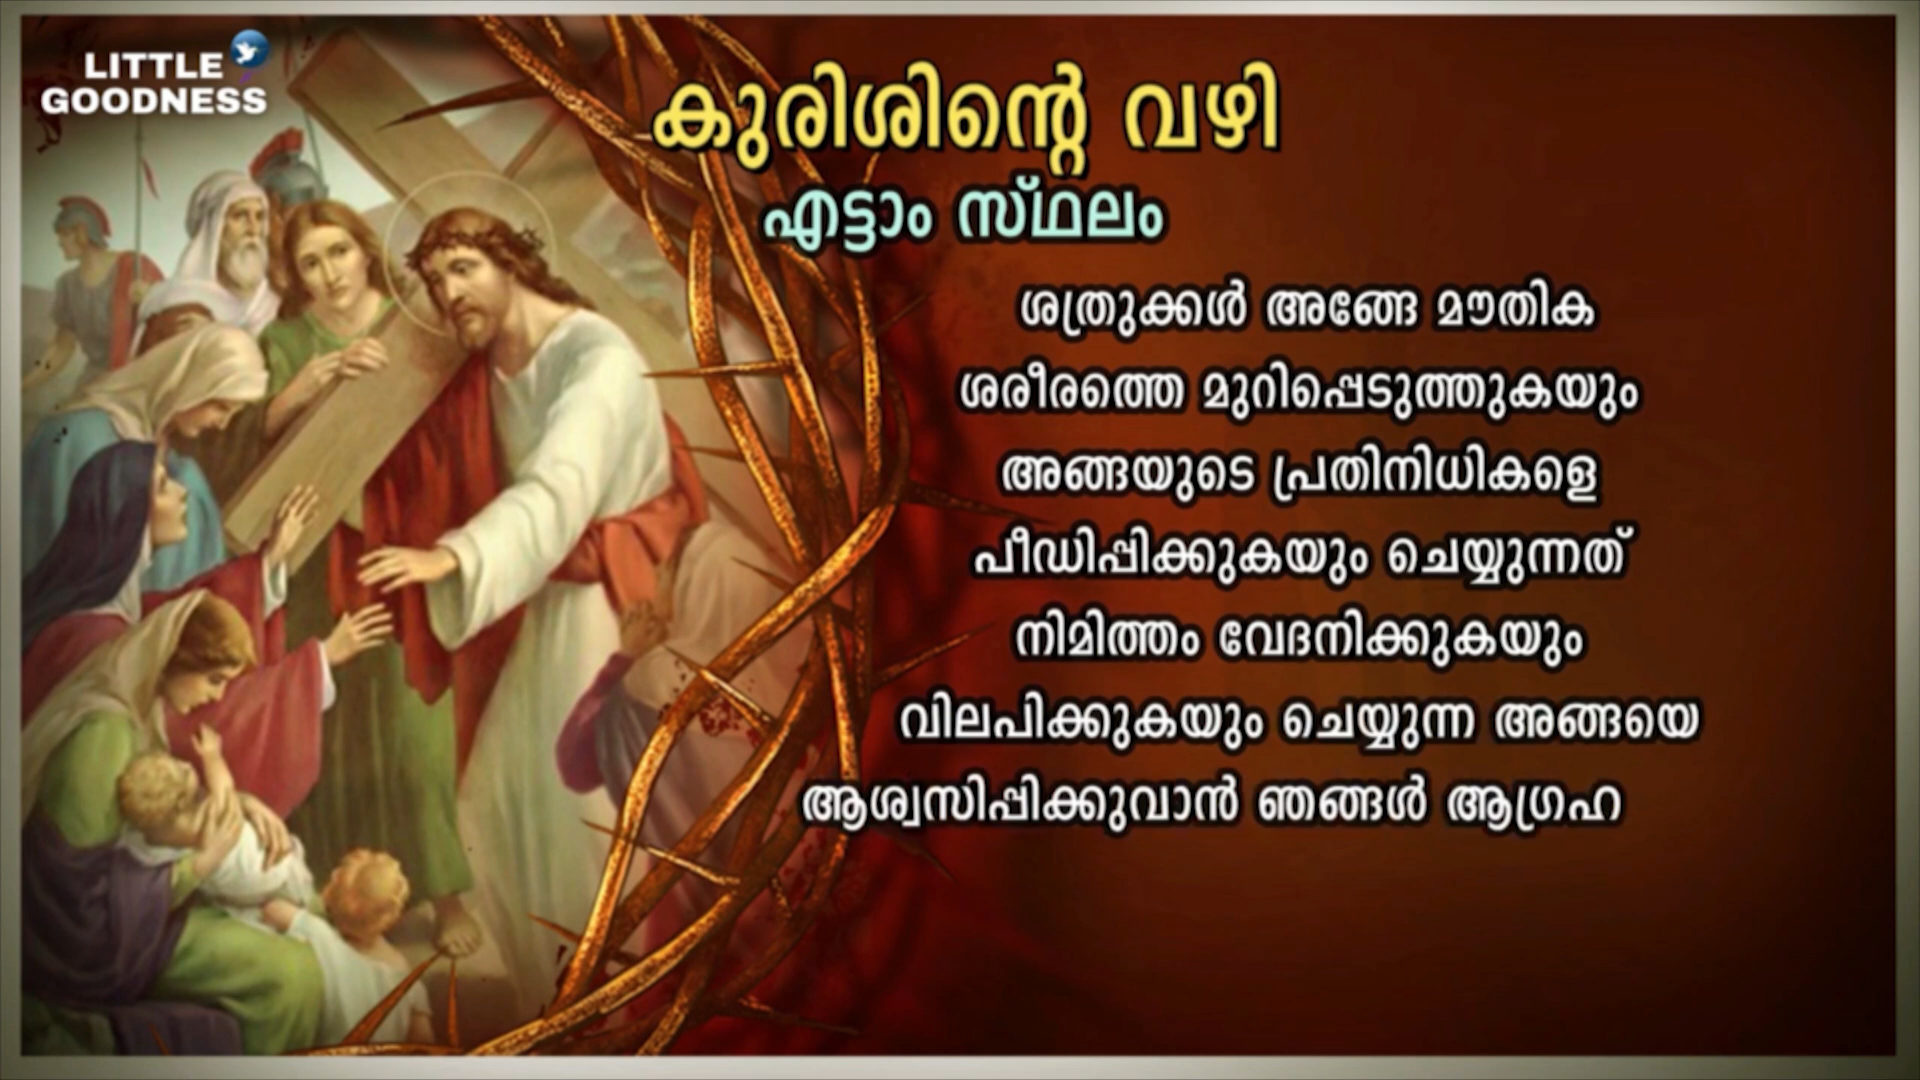 LITTLE
GOODNESS
കുരിശിന്റെ വഴി
എട്ടാം സ്ഥലം
ശത്രുക്കൾ അങ്ങേ മൗതിക
ശരീരത്തെ മുറിപ്പെടുത്തുകയും
അങ്ങയുടെ പ്രതിനിധികളെ
പീഡിപ്പിക്കുകയും ചെയ്യുന്നത്
നിമിത്തം വേദനിക്കുകയും
വിലപിക്കുകയും ചെയ്യുന്ന അങ്ങയെ
ആശ്വസിപ്പിക്കുവാൻ ഞങ്ങൾ ആഗ്രഹ